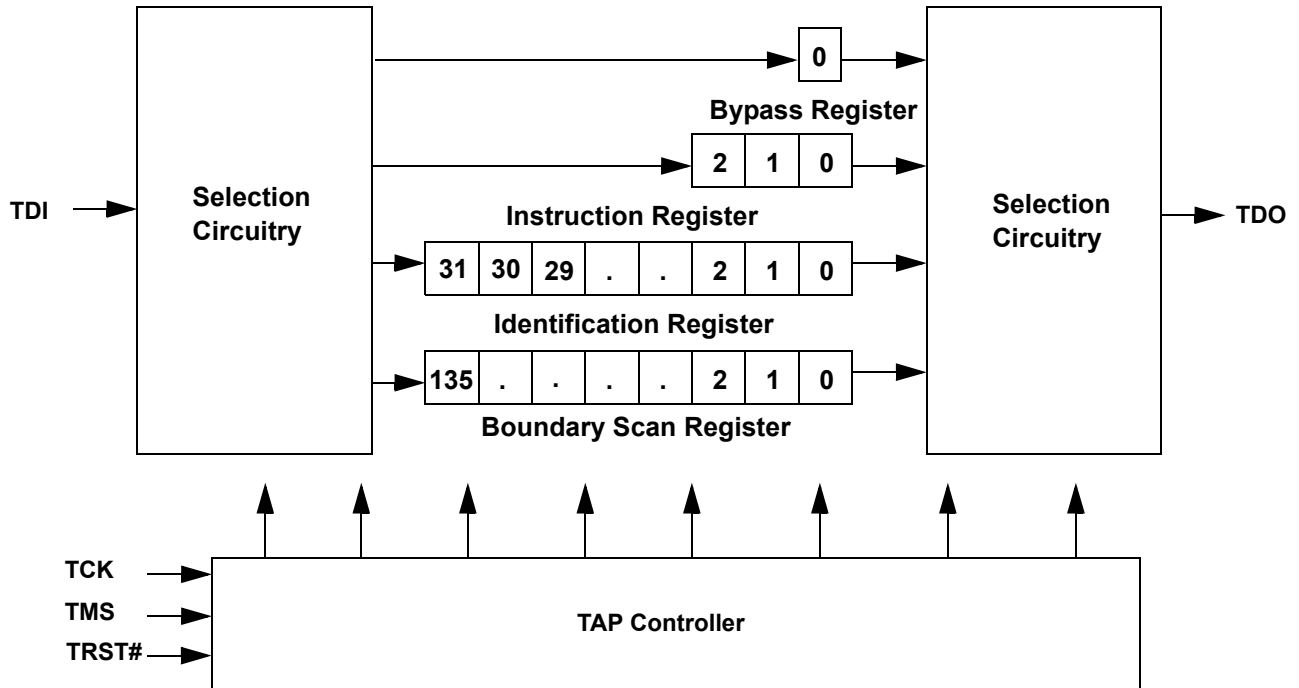 0
Bypass Register
2 1 0
TDI
Selection
Circuitry
Instruction Register
Selection
Circuitry
TDO
31 30 29 . . 2 1 0
Identification Register
135 . . . . 2 1 0
Boundary Scan Register
TCK
TMS
TRST#
TAP Controller